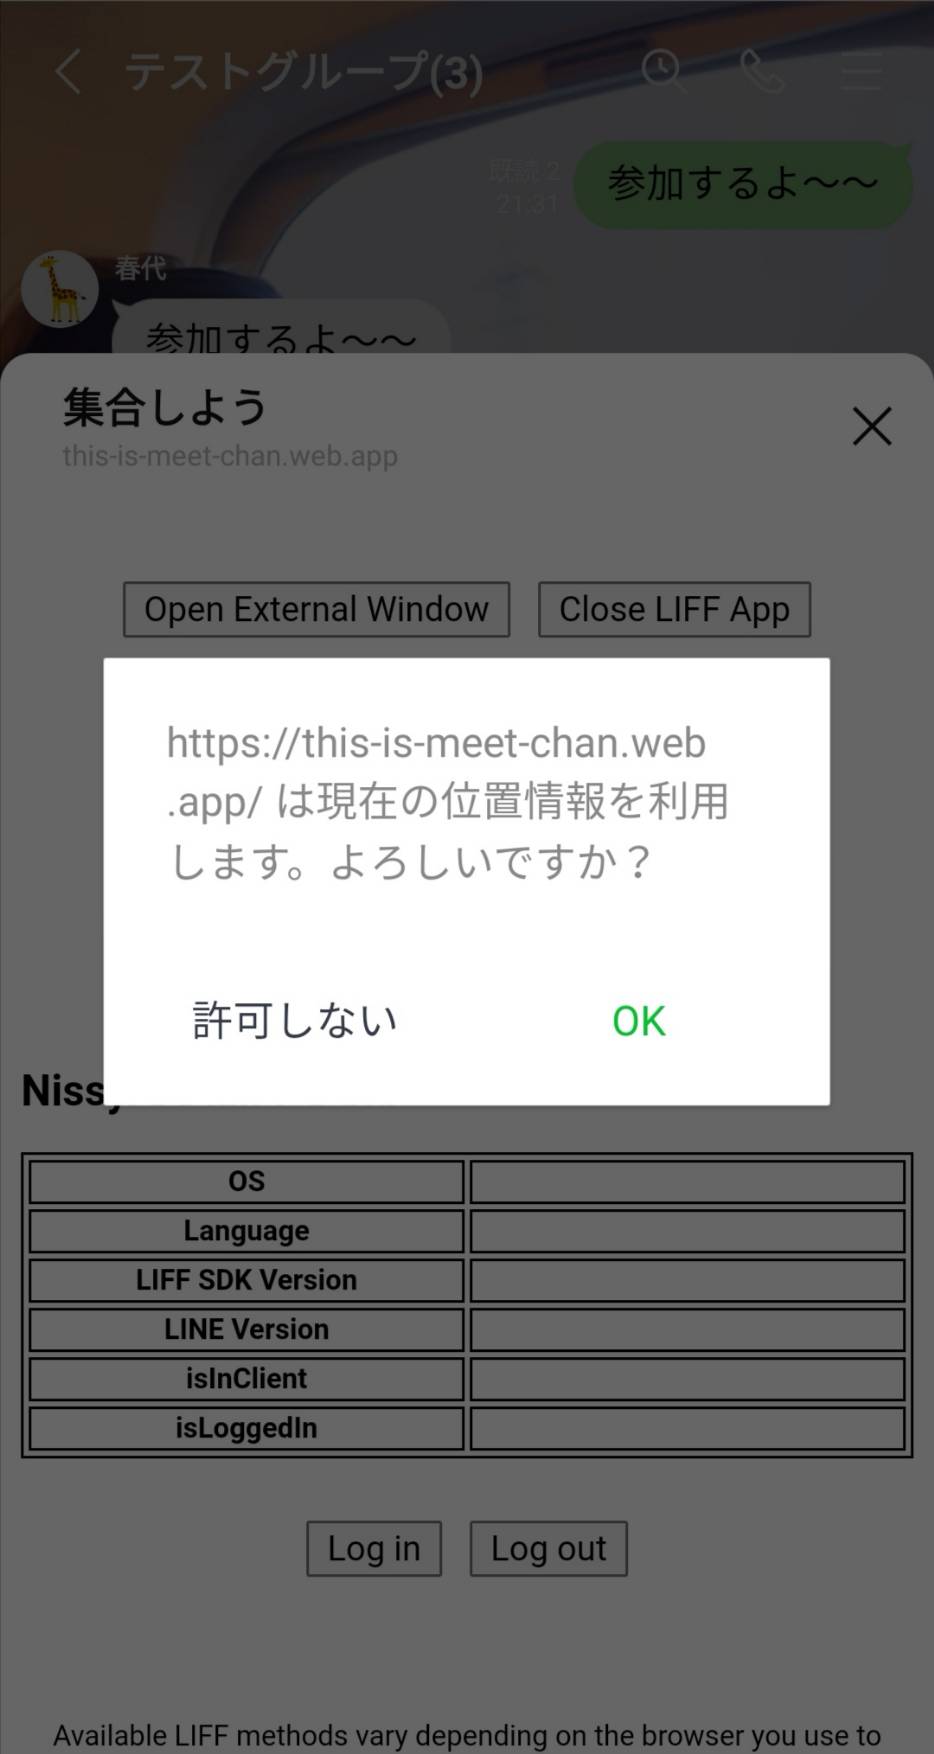 テストグループ(3)
既読 2
21:31
参加するよ〜〜
春代
参加するよ〜〜
集合しよう
this-is-meet-chan.web.app
Open External Window
Close LIFF App
https://this-is-meet-chan.web
.app/ は現在の位置情報を利用
します。よろしいですか？
許可しない
OK
OS
Language
LIFF SDK Version
LINE Version
isInClient
isLoggedIn
Log in
Log out
Available LIFF methods vary depending on the browser you use to